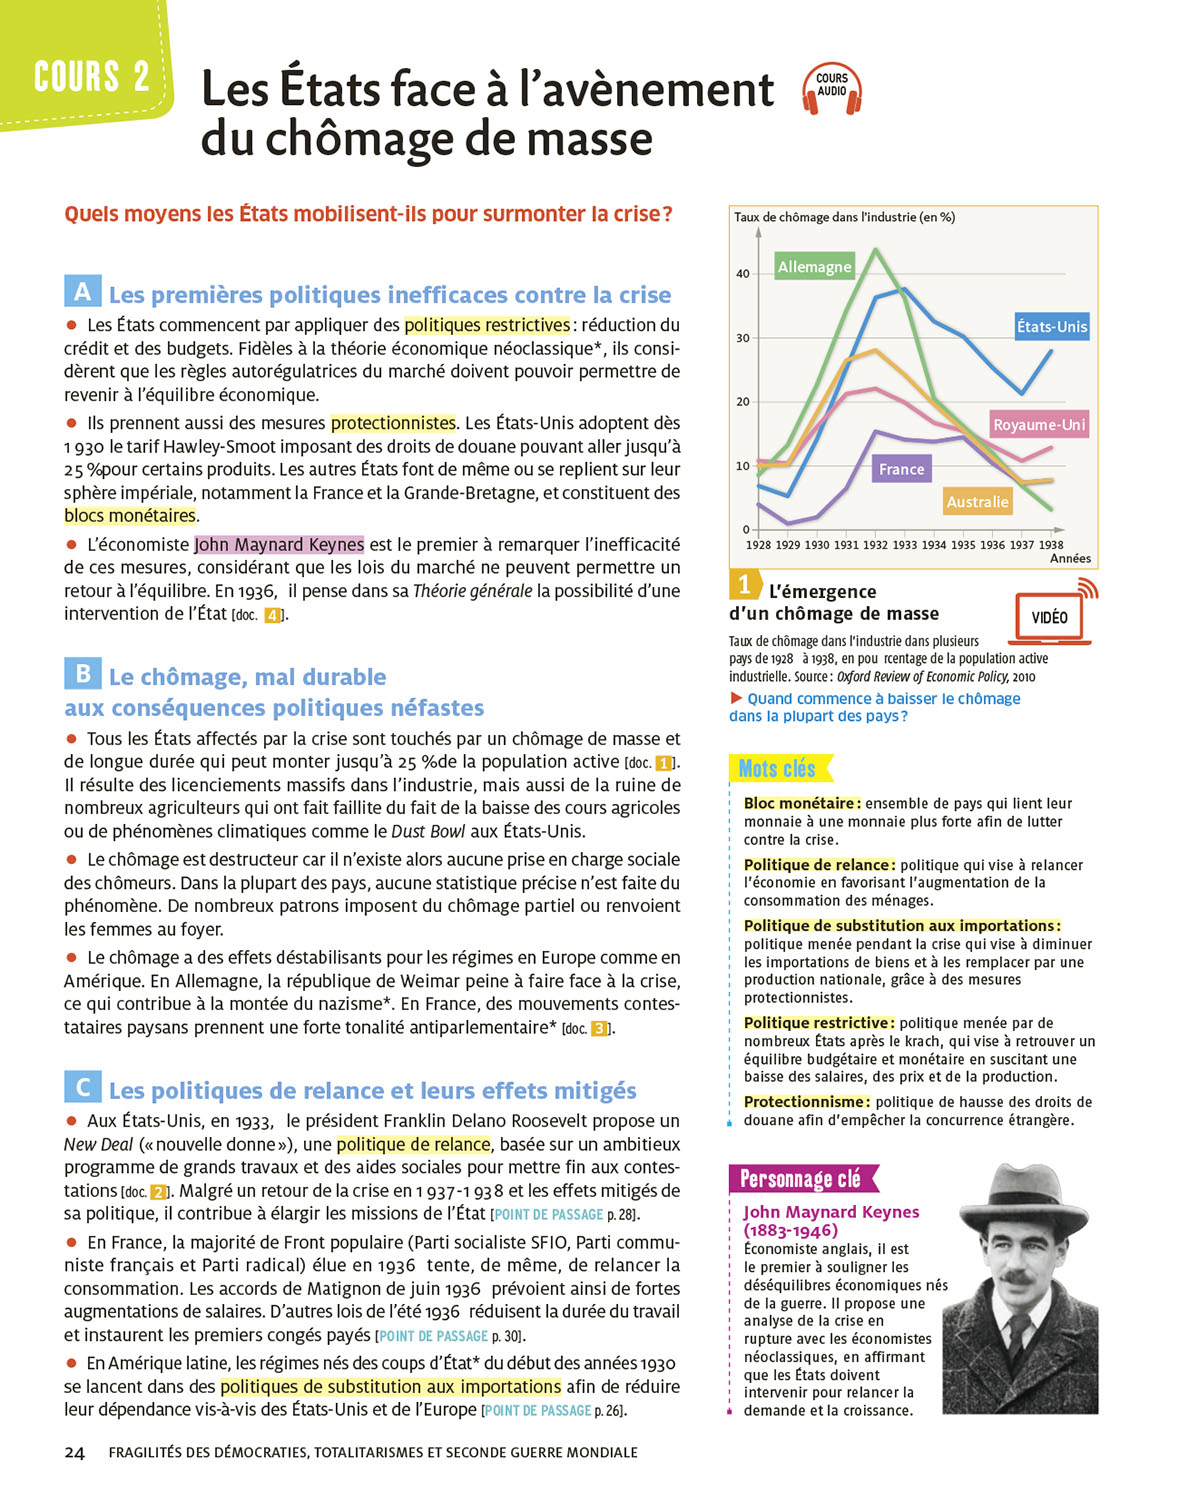 COURS 2
Les États face à l'avènement
du chômage de masse
COURS
AUDIO
Quels moyens les États mobilisent-ils pour surmonter la crise ?
A Les premières politiques inefficaces contre la crise
• Les États commencent par appliquer des politiques restrictives : réduction du
crédit et des budgets. Fidèles à la théorie économique néoclassique*, ils consi-
dèrent que les règles autorégulatrices du marché doivent pouvoir permettre de
revenir à l'équilibre économique.
• Ils prennent aussi des mesures protectionnistes. Les États-Unis adoptent dès
1930 le tarif Hawley-Smoot imposant des droits de douane pouvant aller jusqu'à
25 %pour certains produits. Les autres États font de même ou se replient sur leur
sphère impériale, notamment la France et la Grande-Bretagne, et constituent des
blocs monétaires.
• L'économiste John Maynard Keynes est le premier à remarquer l'inefficacité
de ces mesures, considérant que les lois du marché ne peuvent permettre un
retour à l'équilibre. En 1936, il pense dans sa Théorie générale la possibilité d'une
intervention de l'État [doc. 4].
B Le chômage, mal durable
aux conséquences politiques néfastes
• Tous les États affectés par la crise sont touchés par un chômage de masse et
de longue durée qui peut monter jusqu'à 25 %de la population active [doc. 1].
Il résulte des licenciements massifs dans l'industrie, mais aussi de la ruine de
nombreux agriculteurs qui ont fait faillite du fait de la baisse des cours agricoles
ou de phénomènes climatiques comme le Dust Bowl aux États-Unis.
• Le chômage est destructeur car il n'existe alors aucune prise en charge sociale
des chômeurs. Dans la plupart des pays, aucune statistique précise n'est faite du
phénomène. De nombreux patrons imposent du chômage partiel ou renvoient
les femmes au foyer.
• Le chômage a des effets déstabilisants pour les régimes en Europe comme en
Amérique. En Allemagne, la république de Weimar peine à faire face à la crise,
ce qui contribue à la montée du nazisme*. En France, des mouvements contes-
tataires paysans prennent une forte tonalité antiparlementaire* [doc. 3].
C Les politiques de relance et leurs effets mitigés
• Aux États-Unis, en 1933, le président Franklin Delano Roosevelt propose un
New Deal (« nouvelle donne »), une politique de relance, basée sur un ambitieux
programme de grands travaux et des aides sociales pour mettre fin aux contes-
tations [doc. 2]. Malgré un retour de la crise en 1937-1938 et les effets mitigés de
sa politique, il contribue à élargir les missions de l'État [POINT DE PASSAGE p. 28].
• En France, la majorité de Front populaire (Parti socialiste SFIO, Parti commu-
niste français et Parti radical) élue en 1936 tente, de même, de relancer la
consommation. Les accords de Matignon de juin 1936 prévoient ainsi de fortes
augmentations de salaires. D'autres lois de l'été 1936 réduisent la durée du travail
et instaurent les premiers congés payés [POINT DE PASSAGE p. 30].
• En Amérique latine, les régimes nés des coups d'État* du début des années 1930
se lancent dans des politiques de substitution aux importations afin de réduire
leur dépendance vis-à-vis des États-Unis et de l'Europe [POINT DE PASSAGE p. 26].
Taux de chômage dans l'industrie (en %)
40
30
20
10
0
Allemagne
États-Unis
Royaume-Uni
France
Australie
1928 1929 1930 1931 1932 1933 1934 1935 1936 1937 1938
Années
1 L'émergence
d'un chômage de masse
VIDÉO
Taux de chômage dans l'industrie dans plusieurs
pays de 1928 à 1938, en pou rcentage de la population active
industrielle. Source : Oxford Review of Economic Policy, 2010
► Quand commence à baisser le chômage
dans la plupart des pays ?
Mots clés
Bloc monétaire : ensemble de pays qui lient leur
monnaie à une monnaie plus forte afin de lutter
contre la crise.
Politique de relance : politique qui vise à relancer
l'économie en favorisant l'augmentation de la
consommation des ménages.
Politique de substitution aux importations :
politique menée pendant la crise qui vise à diminuer
les importations de biens et à les remplacer par une
production nationale, grâce à des mesures
protectionnistes.
Politique restrictive : politique menée par de
nombreux États après le krach, qui vise à retrouver un
équilibre budgétaire et monétaire en suscitant une
baisse des salaires, des prix et de la production.
Protectionnisme : politique de hausse des droits de
douane afin d'empêcher la concurrence étrangère.
Personnage clé
John Maynard Keynes
(1883-1946)
Économiste anglais, il est
le premier à souligner les
déséquilibres économiques nés
de la guerre. Il propose une
analyse de la crise en
rupture avec les économistes
néoclassiques, en affirmant
que les États doivent
intervenir pour relancer la
demande et la croissance.
24 FRAGILITÉS DES DÉMOCRATIES, TOTALITARISMES ET SECONDE GUERRE MONDIALE